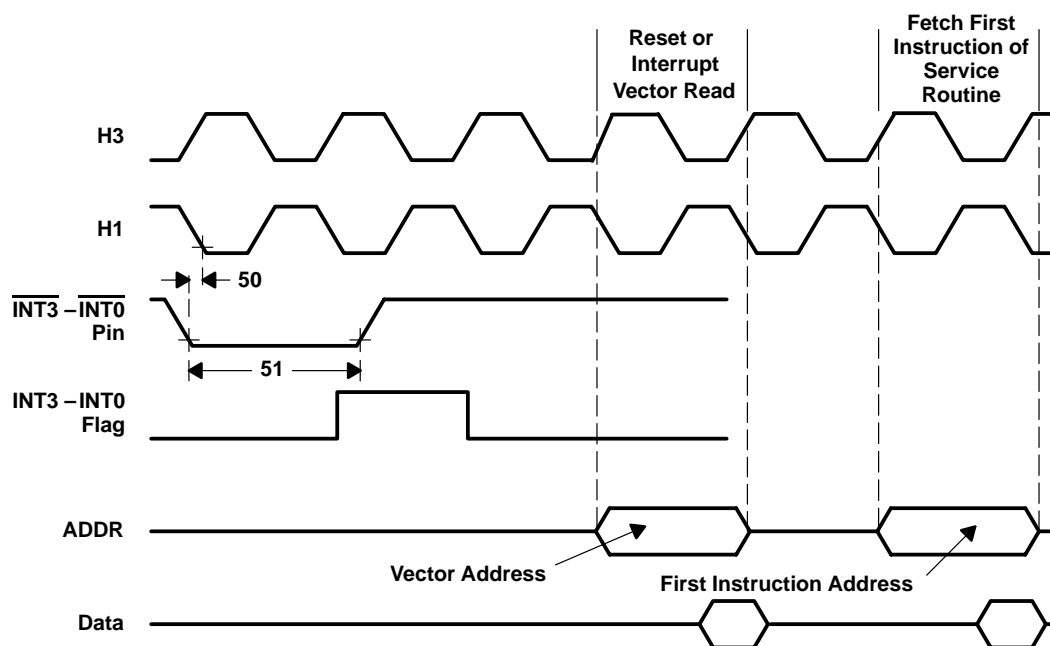 Reset or
Interrupt
Vector Read
Fetch First
Instruction of
Service
Routine
H3
H1
50
INT3 – INT0
Pin
51
INT3 – INT0
Flag
ADDR
Vector Address
First Instruction Address
Data